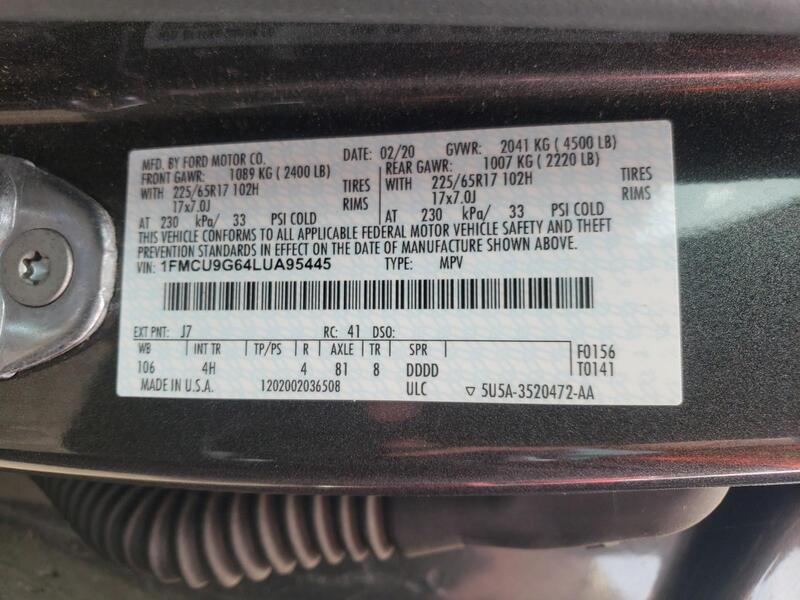 MFD. BY FORD MOTOR CO. DATE: 02/20 GVWR: 2041 KG ( 4500 LB)
FRONT GAWR: 1089 KG ( 2400 LB) REAR GAWR: 1007 KG ( 2220 LB)
WITH 225/65R17 102H TIRES WITH 225/65R17 102H TIRES
17x7.0J RIMS 17x7.0J RIMS
AT 230 kPa/ 33 PSI COLD AT 230 kPa/ 33 PSI COLD
THIS VEHICLE CONFORMS TO ALL APPLICABLE FEDERAL MOTOR VEHICLE SAFETY AND THEFT
PREVENTION STANDARDS IN EFFECT ON THE DATE OF MANUFACTURE SHOWN ABOVE.
VIN: 1FMCU9G64LUA95445 TYPE: MPV
EXT PNT: J7 RC: 41 DSO:
WB INT TR TP/PS R AXLE TR SPR F0156
106 4H 4 81 8 DDDD T0141
MADE IN U.S.A. 1202002036508 ULC ▽ 5U5A-3520472-AA